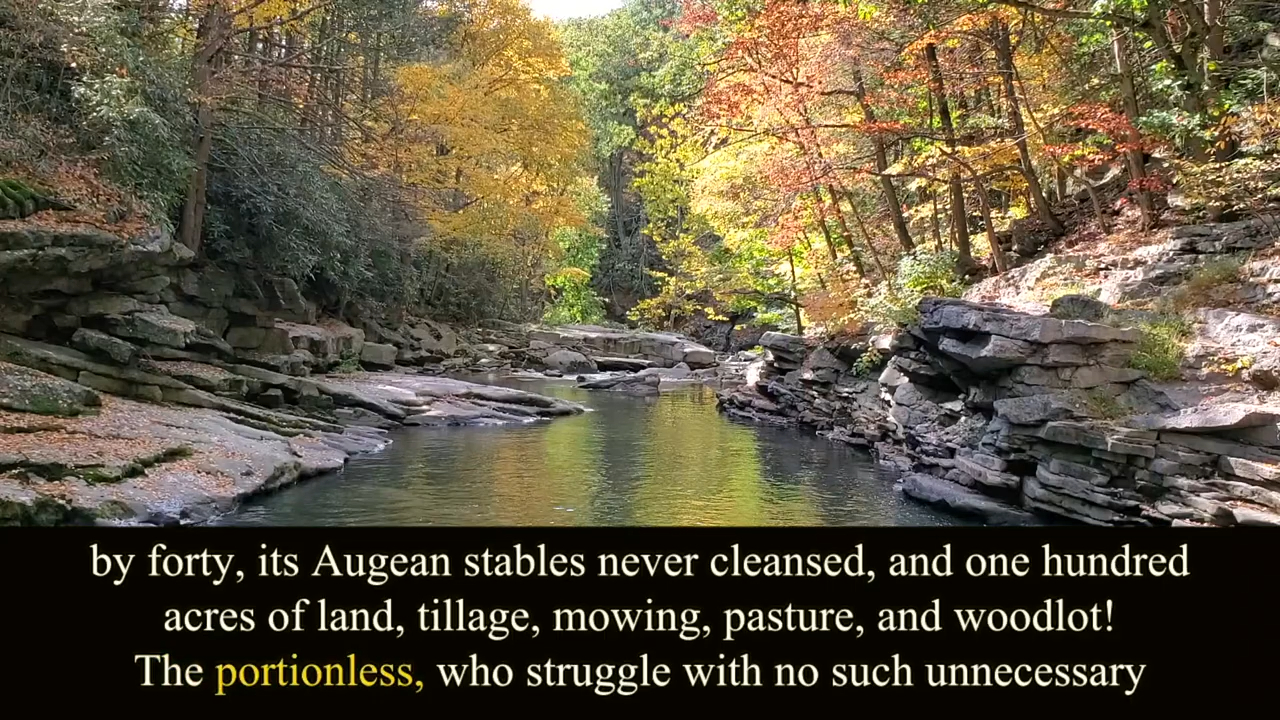 by forty, its Augean stables never cleansed, and one hundred
acres of land, tillage, mowing, pasture, and woodlot!
The portionless, who struggle with no such unnecessary